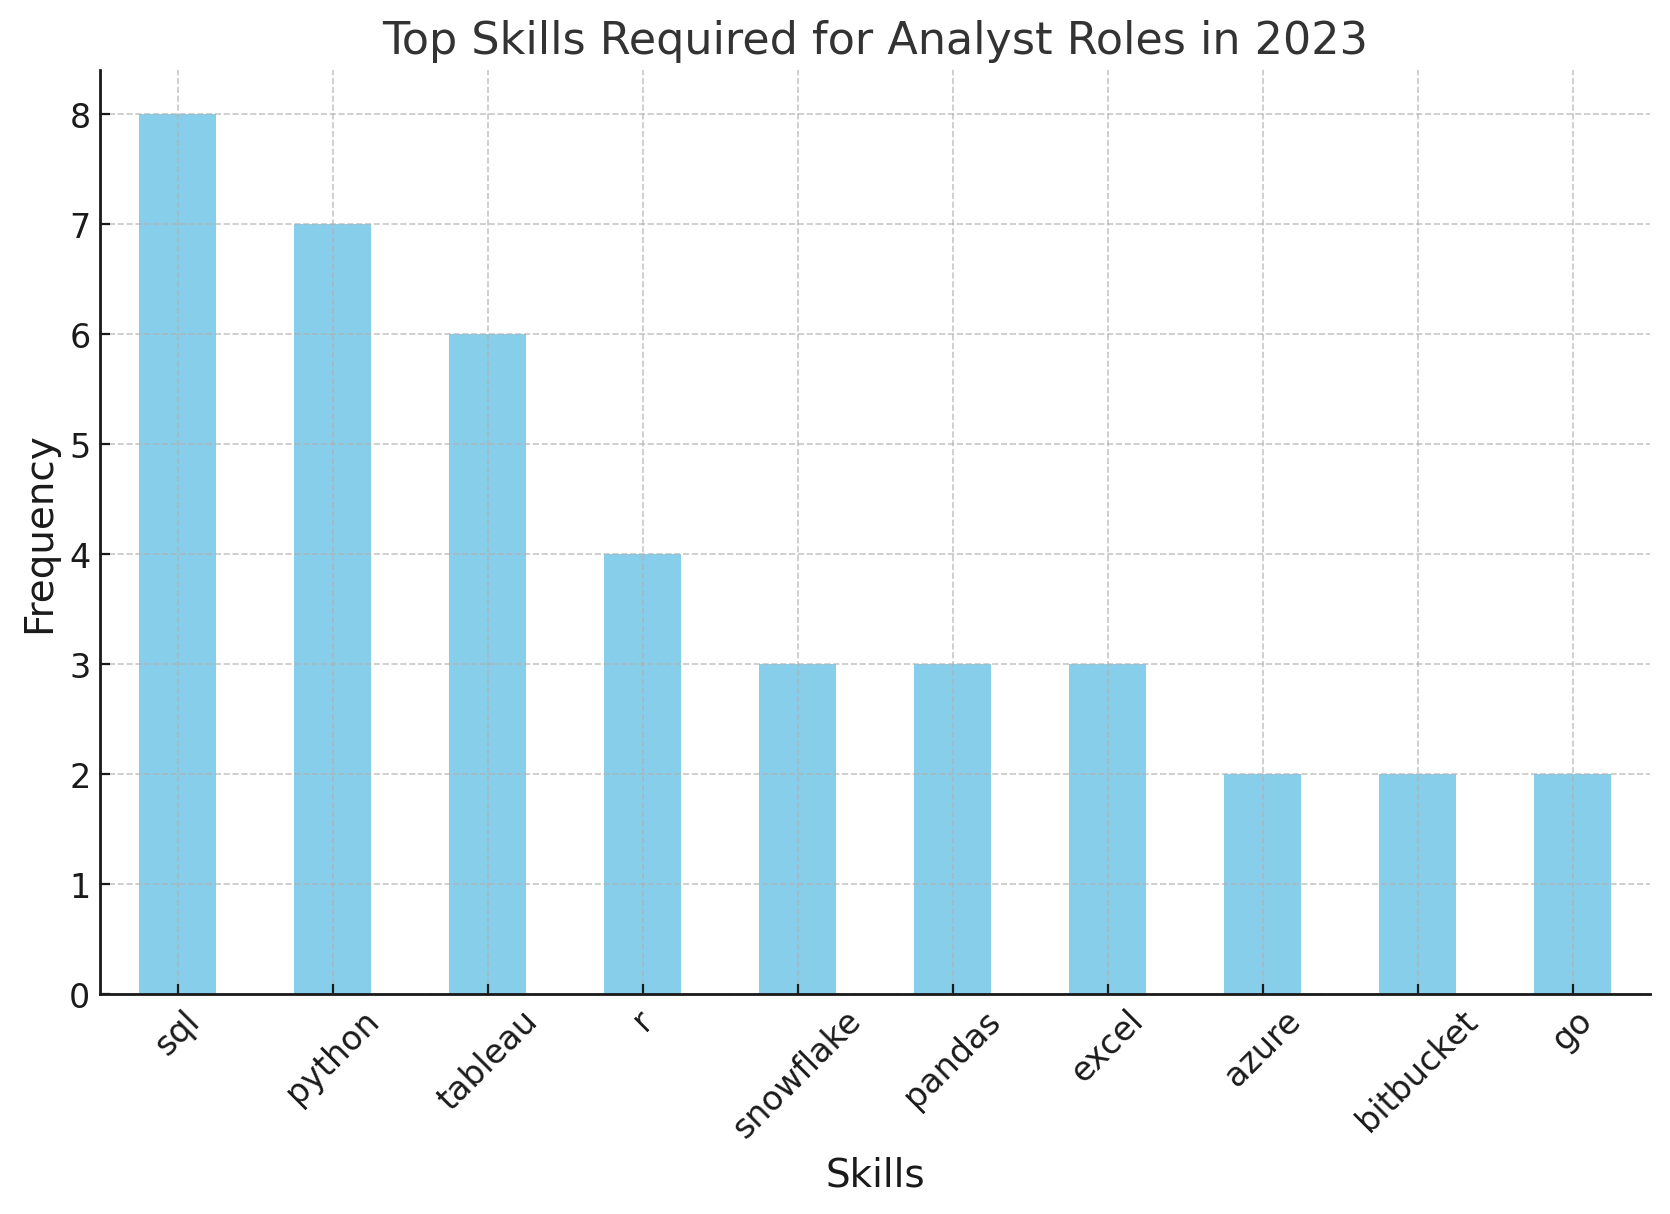 Top Skills Required for Analyst Roles in 2023
Frequency
8
7
6
5
4
3
2
1
0
sql
python
tableau
r
snowflake
pandas
excel
azure
bitbucket
go
Skills